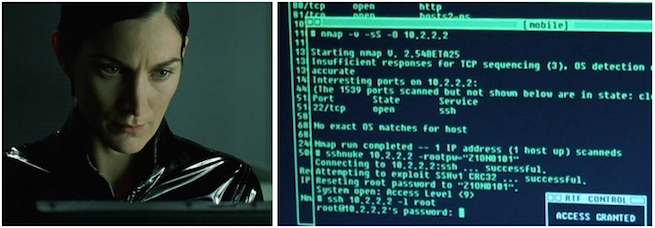 80/tcp open http
81/tcp open hosts2-ns
[mobile]
# nmap -v -sS -O 10.2.2.2
Starting nmap V. 2.54BETA25
Insufficient responses for TCP sequencing (3), OS detection
accurate
Interesting ports on 10.2.2.2:
(The 1539 ports scanned but not shown below are in state: clo
Port State Service
22/tcp open ssh
No exact OS matches for host
Nmap run completed -- 1 IP address (1 host up) scanneds
# sshnuke 10.2.2.2 -rootpw="Z10N0101"
Connecting to 10.2.2.2:ssh ... successful.
Attempting to exploit SSHv1 CRC32 ... successful.
Reseting root password to "Z10N0101".
System open: Access Level <9>
# ssh 10.2.2.2 -l root
root@10.2.2.2's password:
RTF CONTROL
ACCESS GRANTED